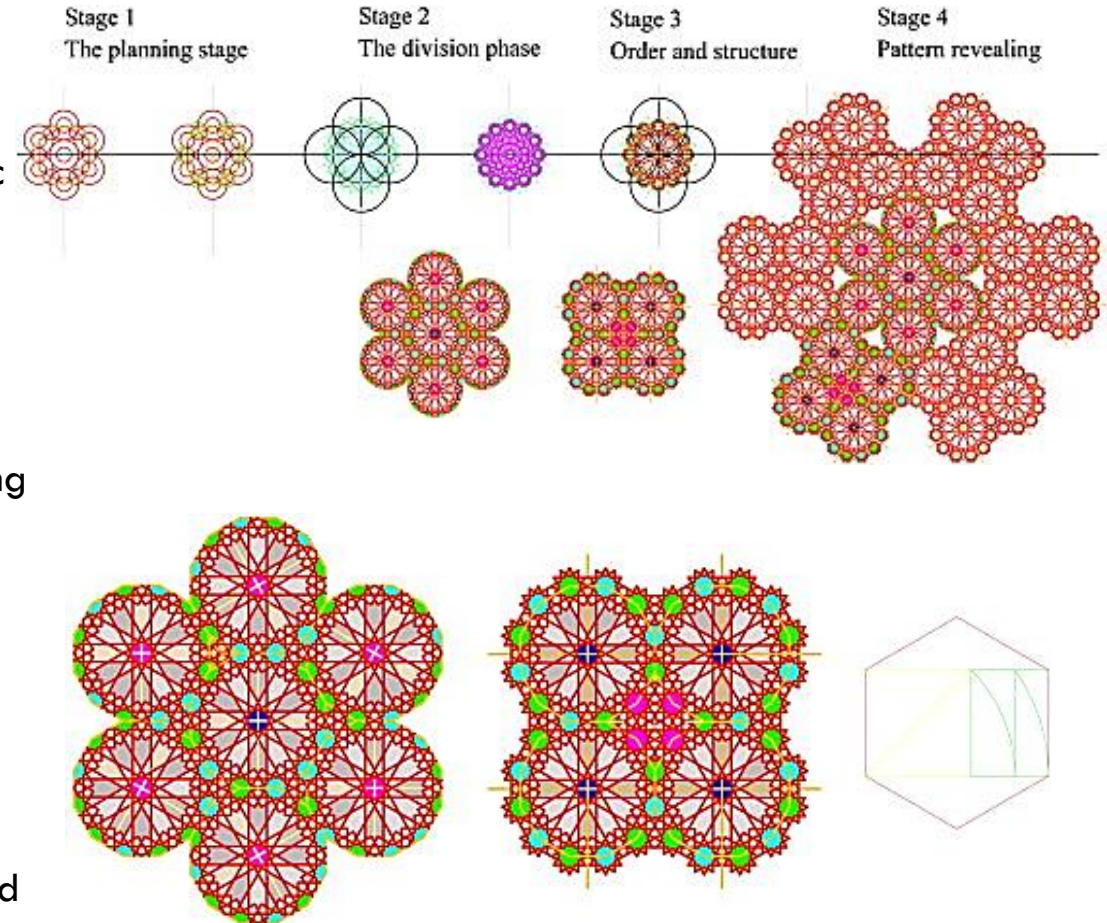 Stage 1
The planning stage
Stage 2
The division phase
Stage 3
Order and structure
Stage 4
Pattern revealing